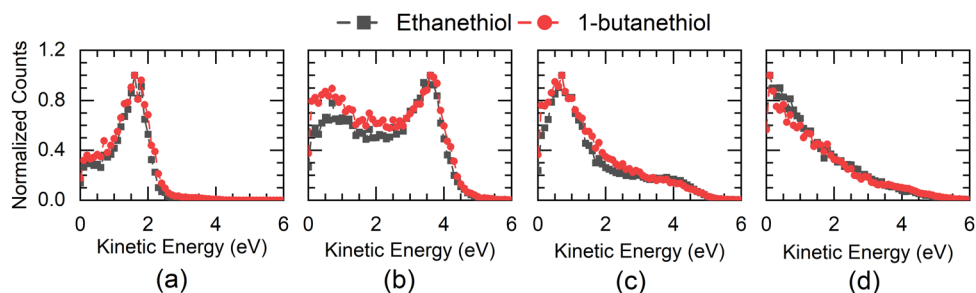 Ethanethiol 1-butanethiol
Normalized Counts
1.2
0.8
0.4
0.0
0 2 4 6 0 2 4 6 0 2 4 6 0 2 4 6
Kinetic Energy (eV) Kinetic Energy (eV) Kinetic Energy (eV) Kinetic Energy (eV)
(a) (b) (c) (d)